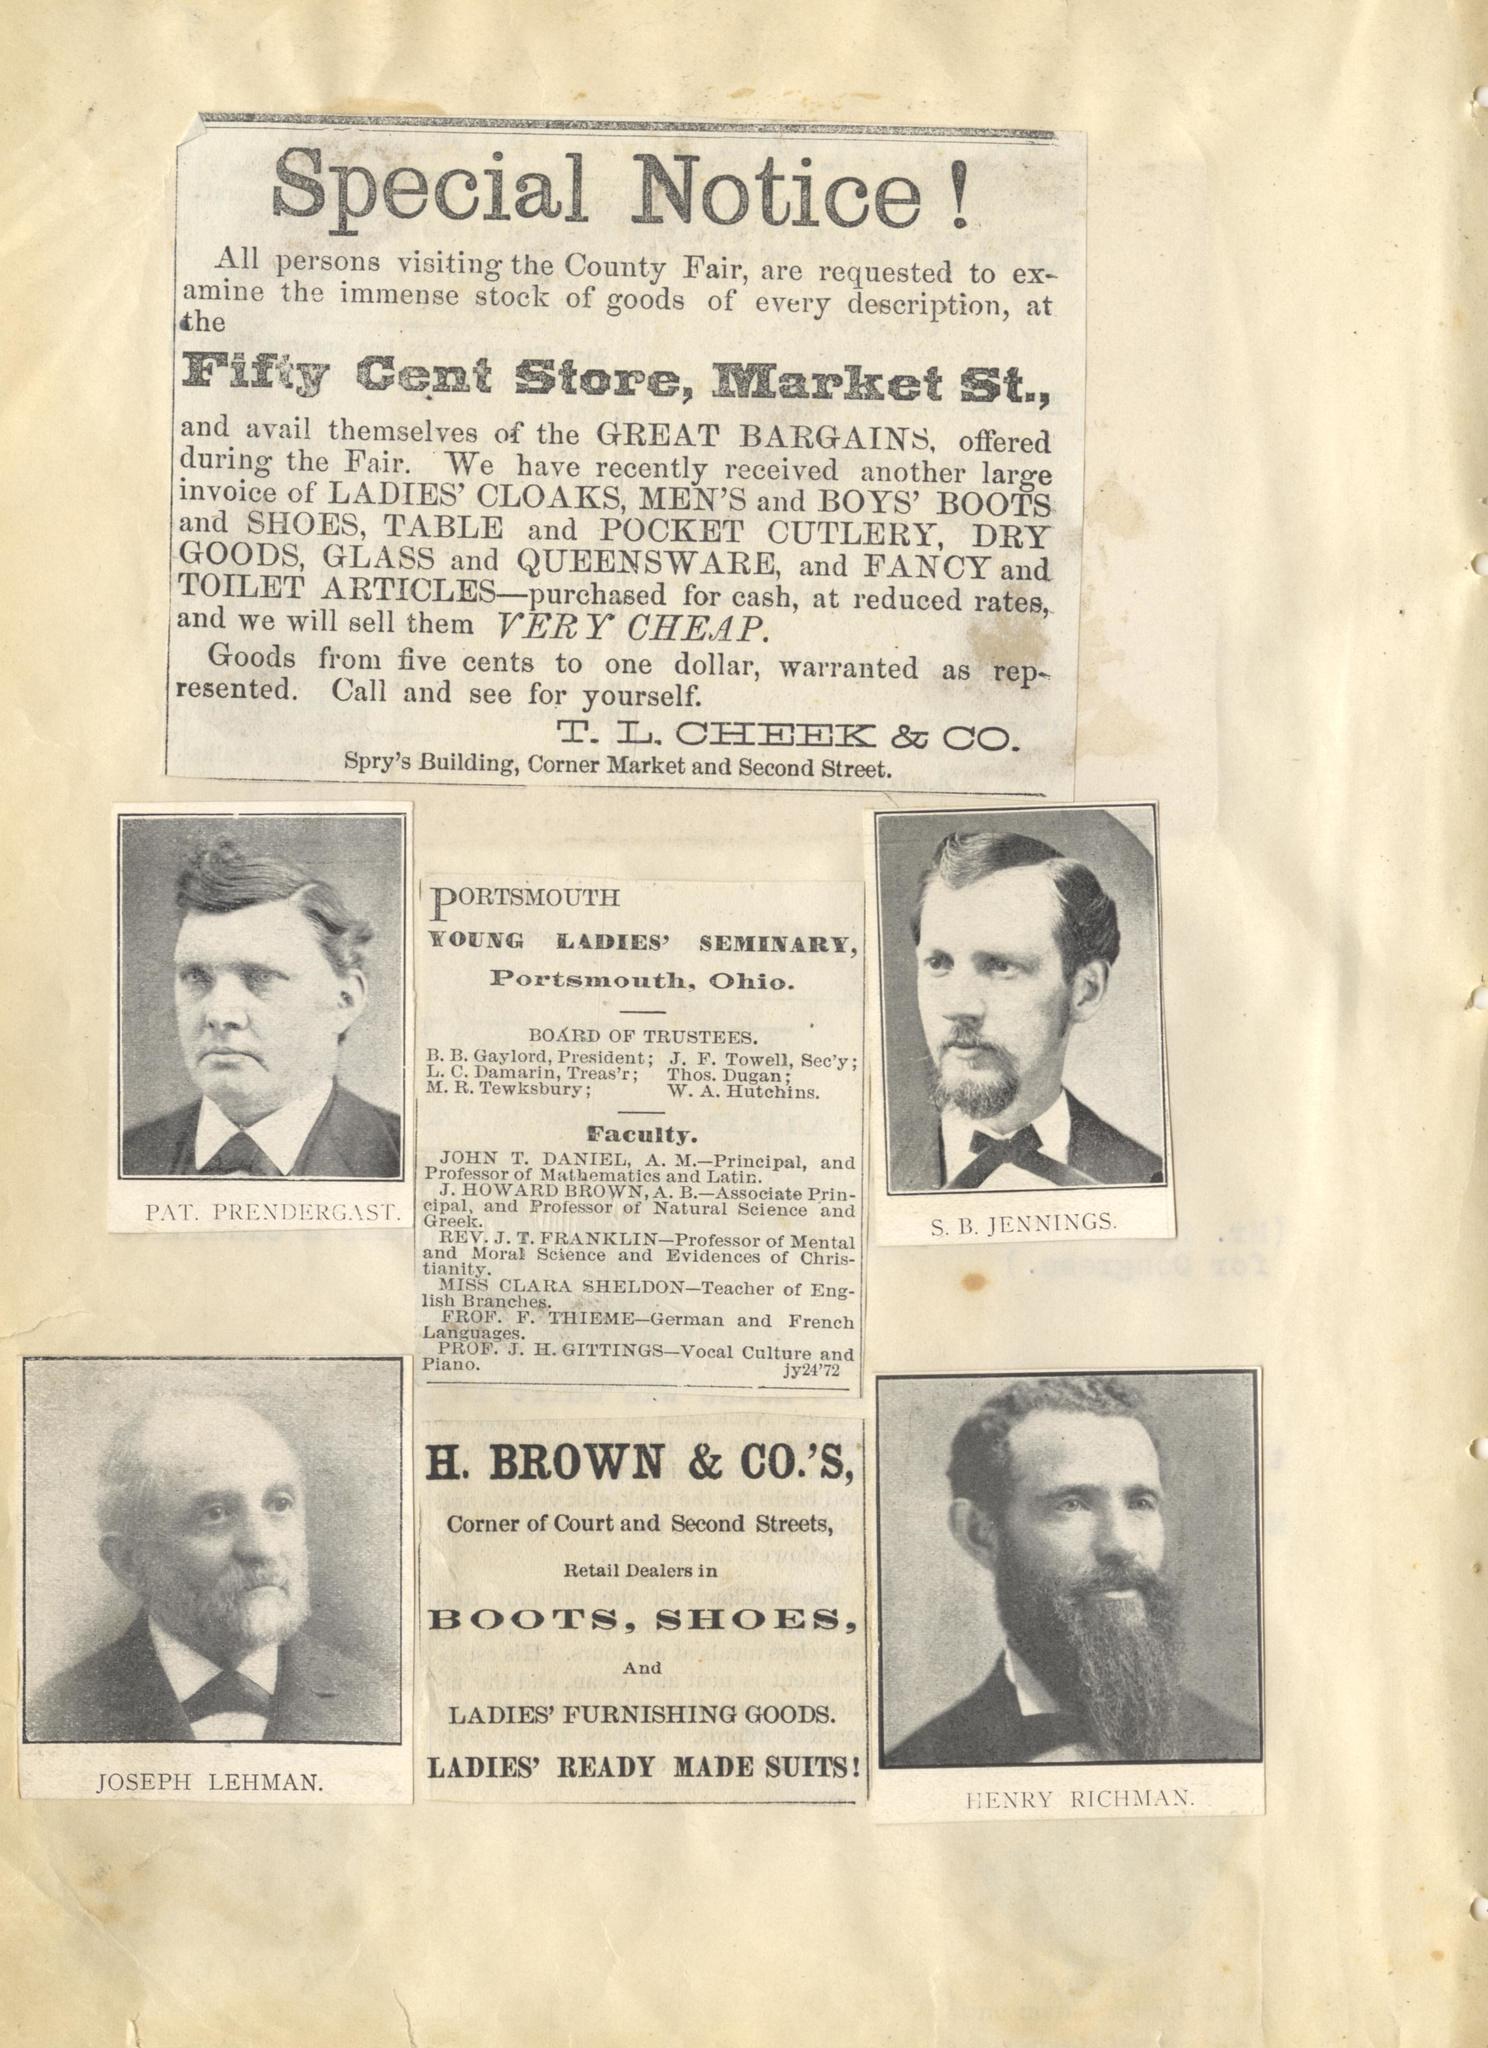 Special Notice!
All persons visiting the County Fair, are requested to ex-
amine the immense stock of goods of every description, at
the
Fifty Cent Store, Market St.,
and avail themselves of the GREAT BARGAINS, offered
during the Fair. We have recently received another large
invoice of LADIES' CLOAKS, MEN'S and BOYS' BOOTS
and SHOES, TABLE and POCKET CUTLERY, DRY
GOODS, GLASS and QUEENSWARE, and FANCY and
TOILET ARTICLES—purchased for cash, at reduced rates,
and we will sell them VERY CHEAP.
Goods from five cents to one dollar, warranted as rep-
resented. Call and see for yourself.
T. L. CHEEK & CO.
Spry's Building, Corner Market and Second Street.
PAT. PRENDERGAST.
PORTSMOUTH
YOUNG LADIES' SEMINARY,
Portsmouth, Ohio.
BOARD OF TRUSTEES.
B. B. Gaylord, President; J. F. Towell, Sec'y;
L. C. Damarin, Treas'r; Thos. Dugan;
M. R. Tewksbury; W. A. Hutchins.
Faculty.
JOHN T. DANIEL, A. M.—Principal, and
Professor of Mathematics and Latin.
J. HOWARD BROWN, A. B.—Associate Prin-
cipal, and Professor of Natural Science and
Greek.
REV. J. T. FRANKLIN—Professor of Mental
and Moral Science and Evidences of Chris-
tianity.
MISS CLARA SHELDON—Teacher of Eng-
lish Branches.
FROF. F. THIEME—German and French
Languages.
PROF. J. H. GITTINGS—Vocal Culture and
Piano. jy24'72
S. B. JENNINGS.
JOSEPH LEHMAN.
H. BROWN & CO.'S,
Corner of Court and Second Streets,
Retail Dealers in
BOOTS, SHOES,
And
LADIES' FURNISHING GOODS.
LADIES' READY MADE SUITS!
HENRY RICHMAN.